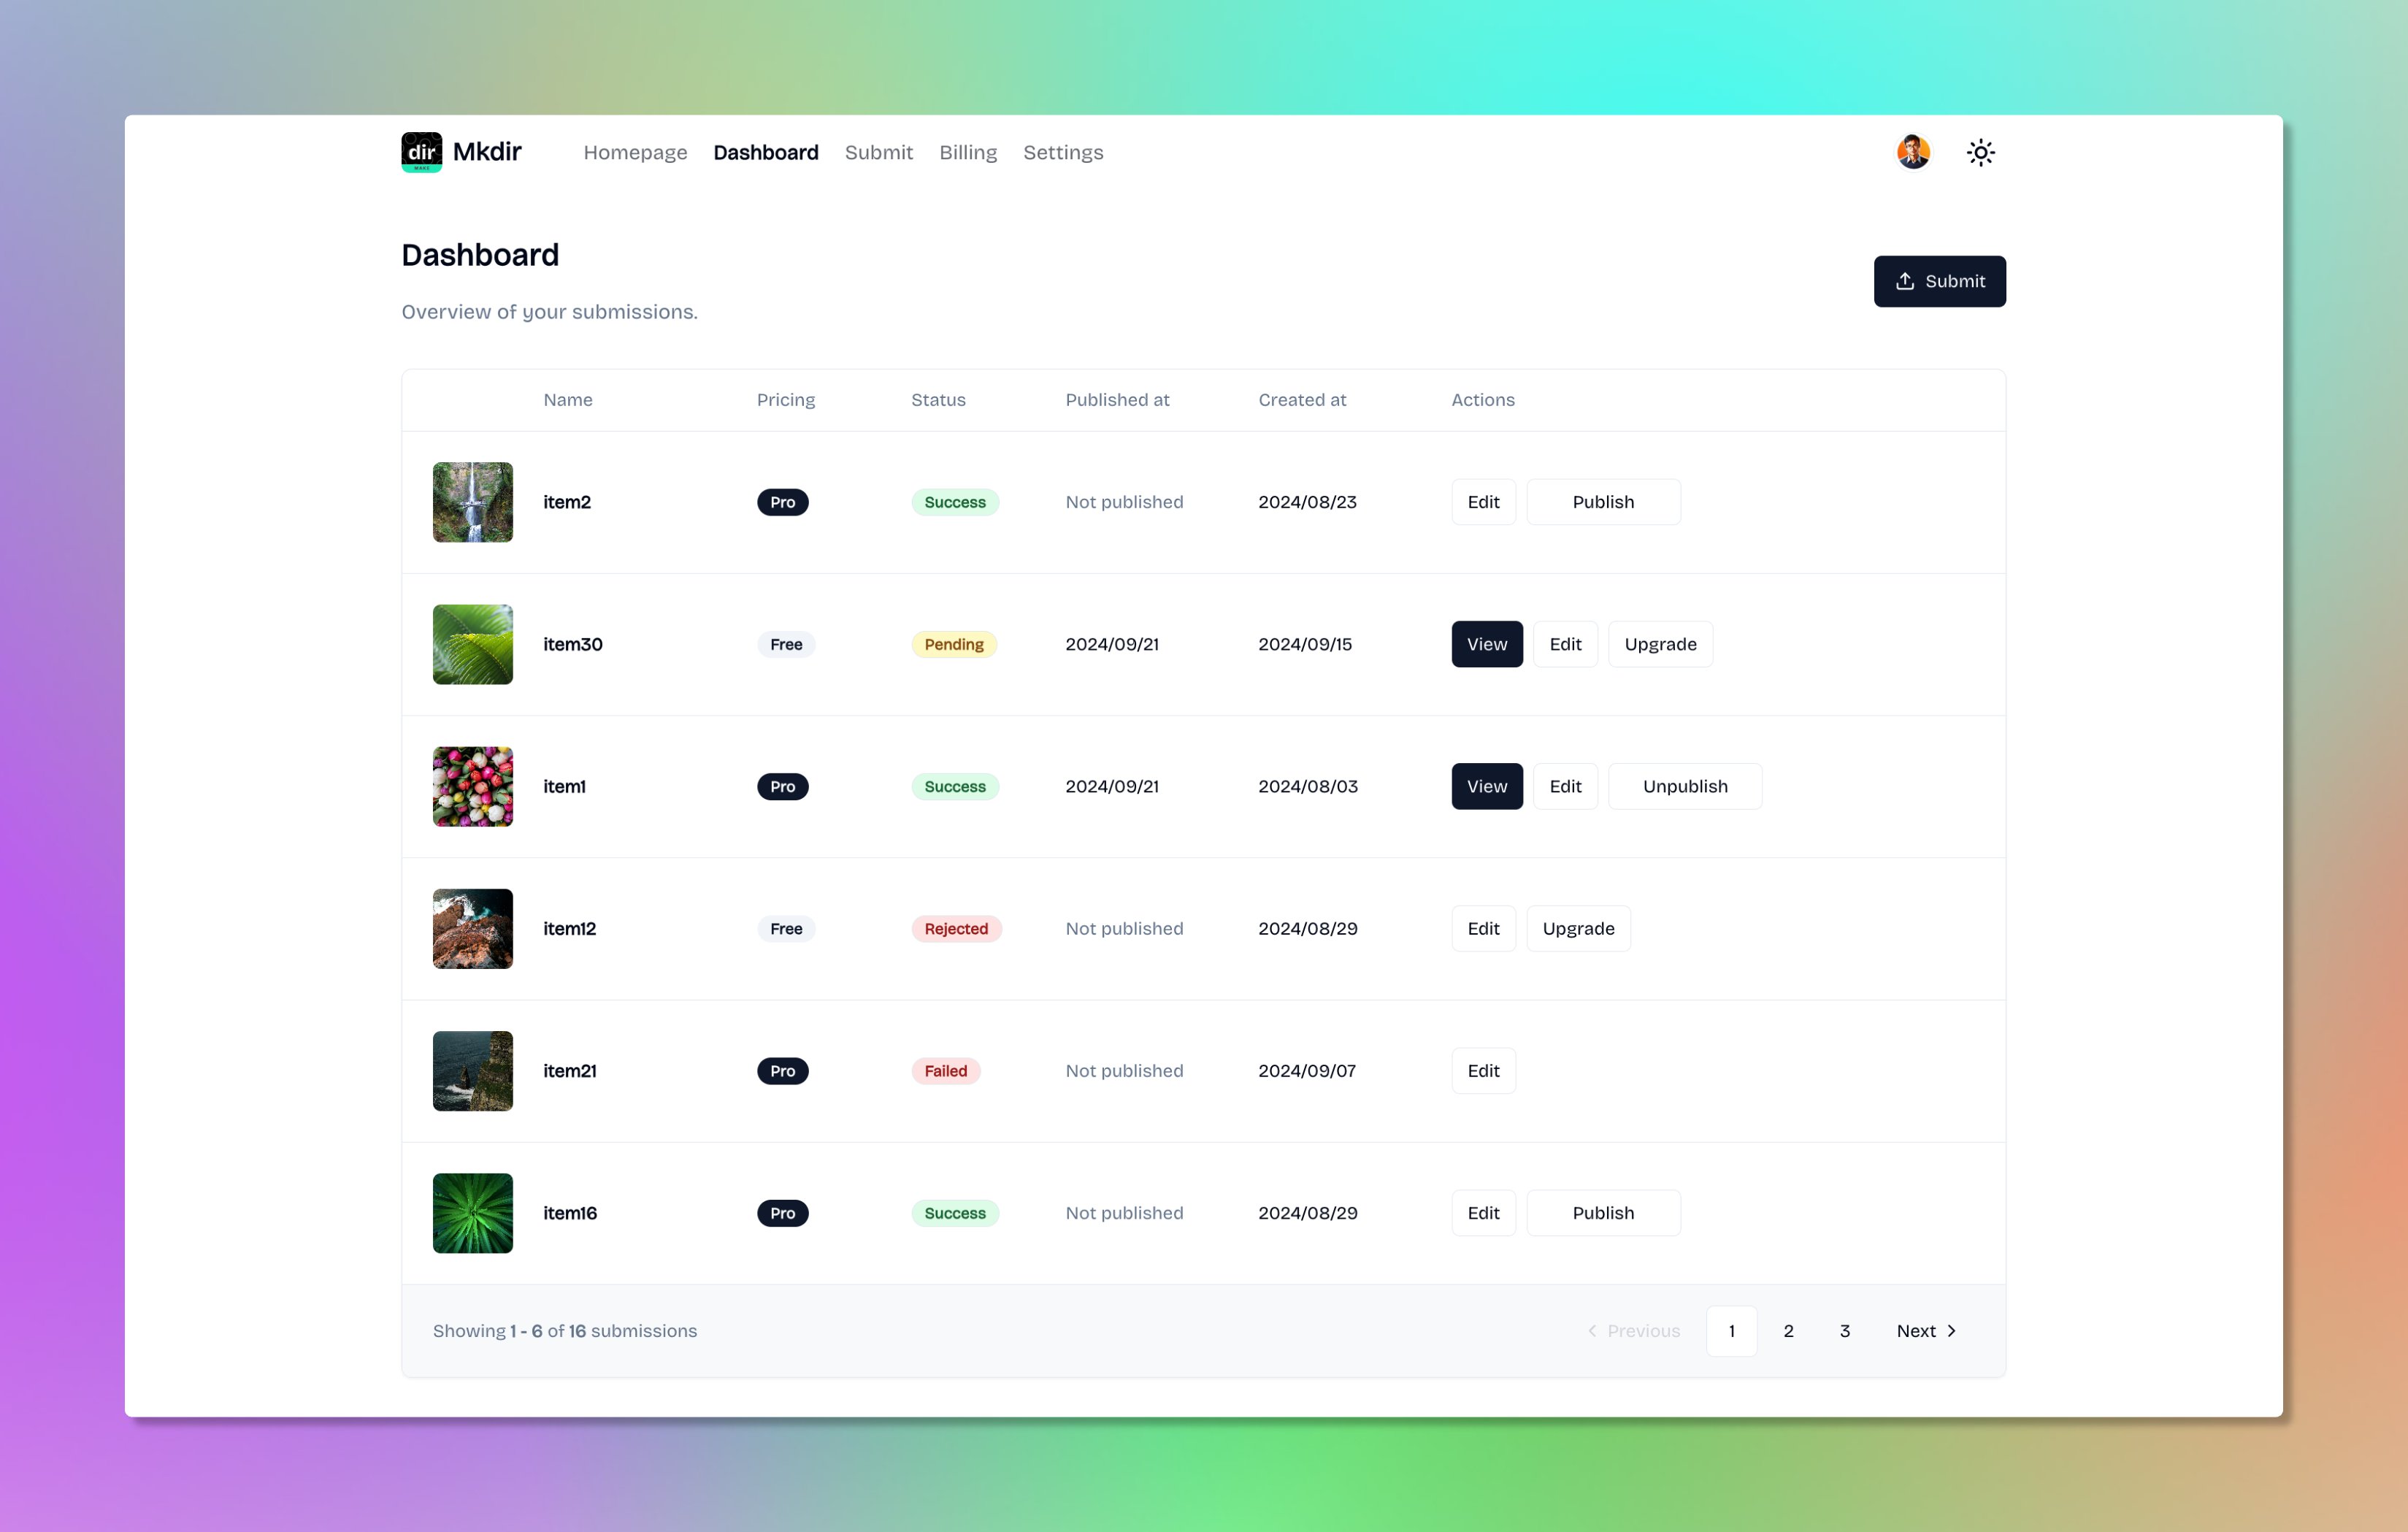 dir Mkdir Homepage Dashboard Submit Billing Settings
MAKE
Dashboard
Submit
Overview of your submissions.
Name Pricing Status Published at Created at Actions
item2 Pro Success Not published 2024/08/23 Edit Publish
item30 Free Pending 2024/09/21 2024/09/15 View Edit Upgrade
item1 Pro Success 2024/09/21 2024/08/03 View Edit Unpublish
item12 Free Rejected Not published 2024/08/29 Edit Upgrade
item21 Pro Failed Not published 2024/09/07 Edit
item16 Pro Success Not published 2024/08/29 Edit Publish
Showing 1 - 6 of 16 submissions Previous 1 2 3 Next